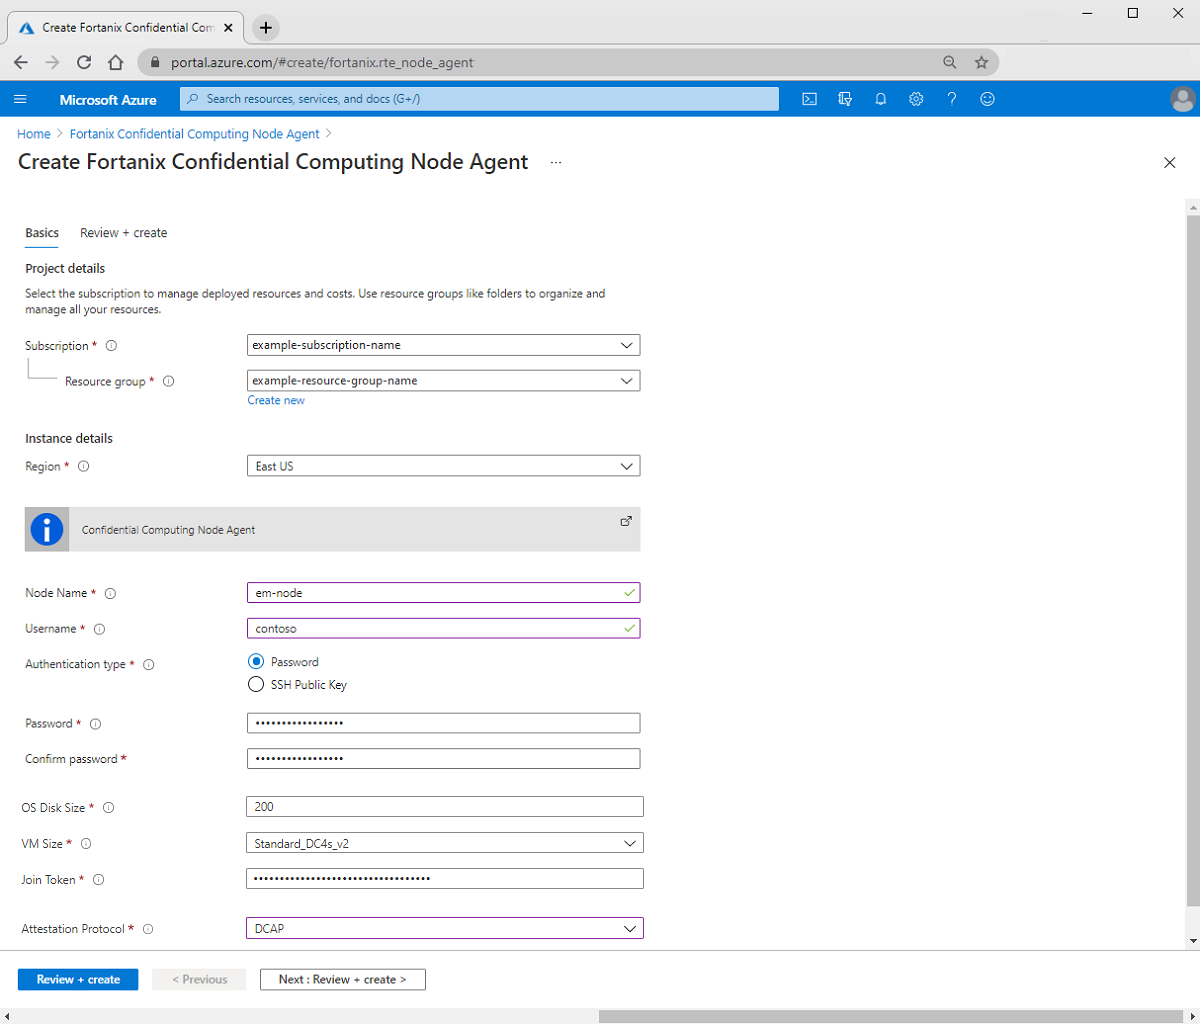 Create Fortanix Confidential Com
portal.azure.com/#create/fortanix.rte_node_agent
Microsoft Azure
Search resources, services, and docs (G+/)
Home > Fortanix Confidential Computing Node Agent >
Create Fortanix Confidential Computing Node Agent ...
Basics Review + create
Project details
Select the subscription to manage deployed resources and costs. Use resource groups like folders to organize and
manage all your resources.
Subscription * example-subscription-name
Resource group * example-resource-group-name
Create new
Instance details
Region * East US
Confidential Computing Node Agent
Node Name * em-node
Username * contoso
Authentication type * Password
SSH Public Key
Password * •••••••••••••••••
Confirm password * •••••••••••••••••
OS Disk Size * 200
VM Size * Standard_DC4s_v2
Join Token * ••••••••••••••••••••••••••••••••••
Attestation Protocol * DCAP
Review + create < Previous Next : Review + create >